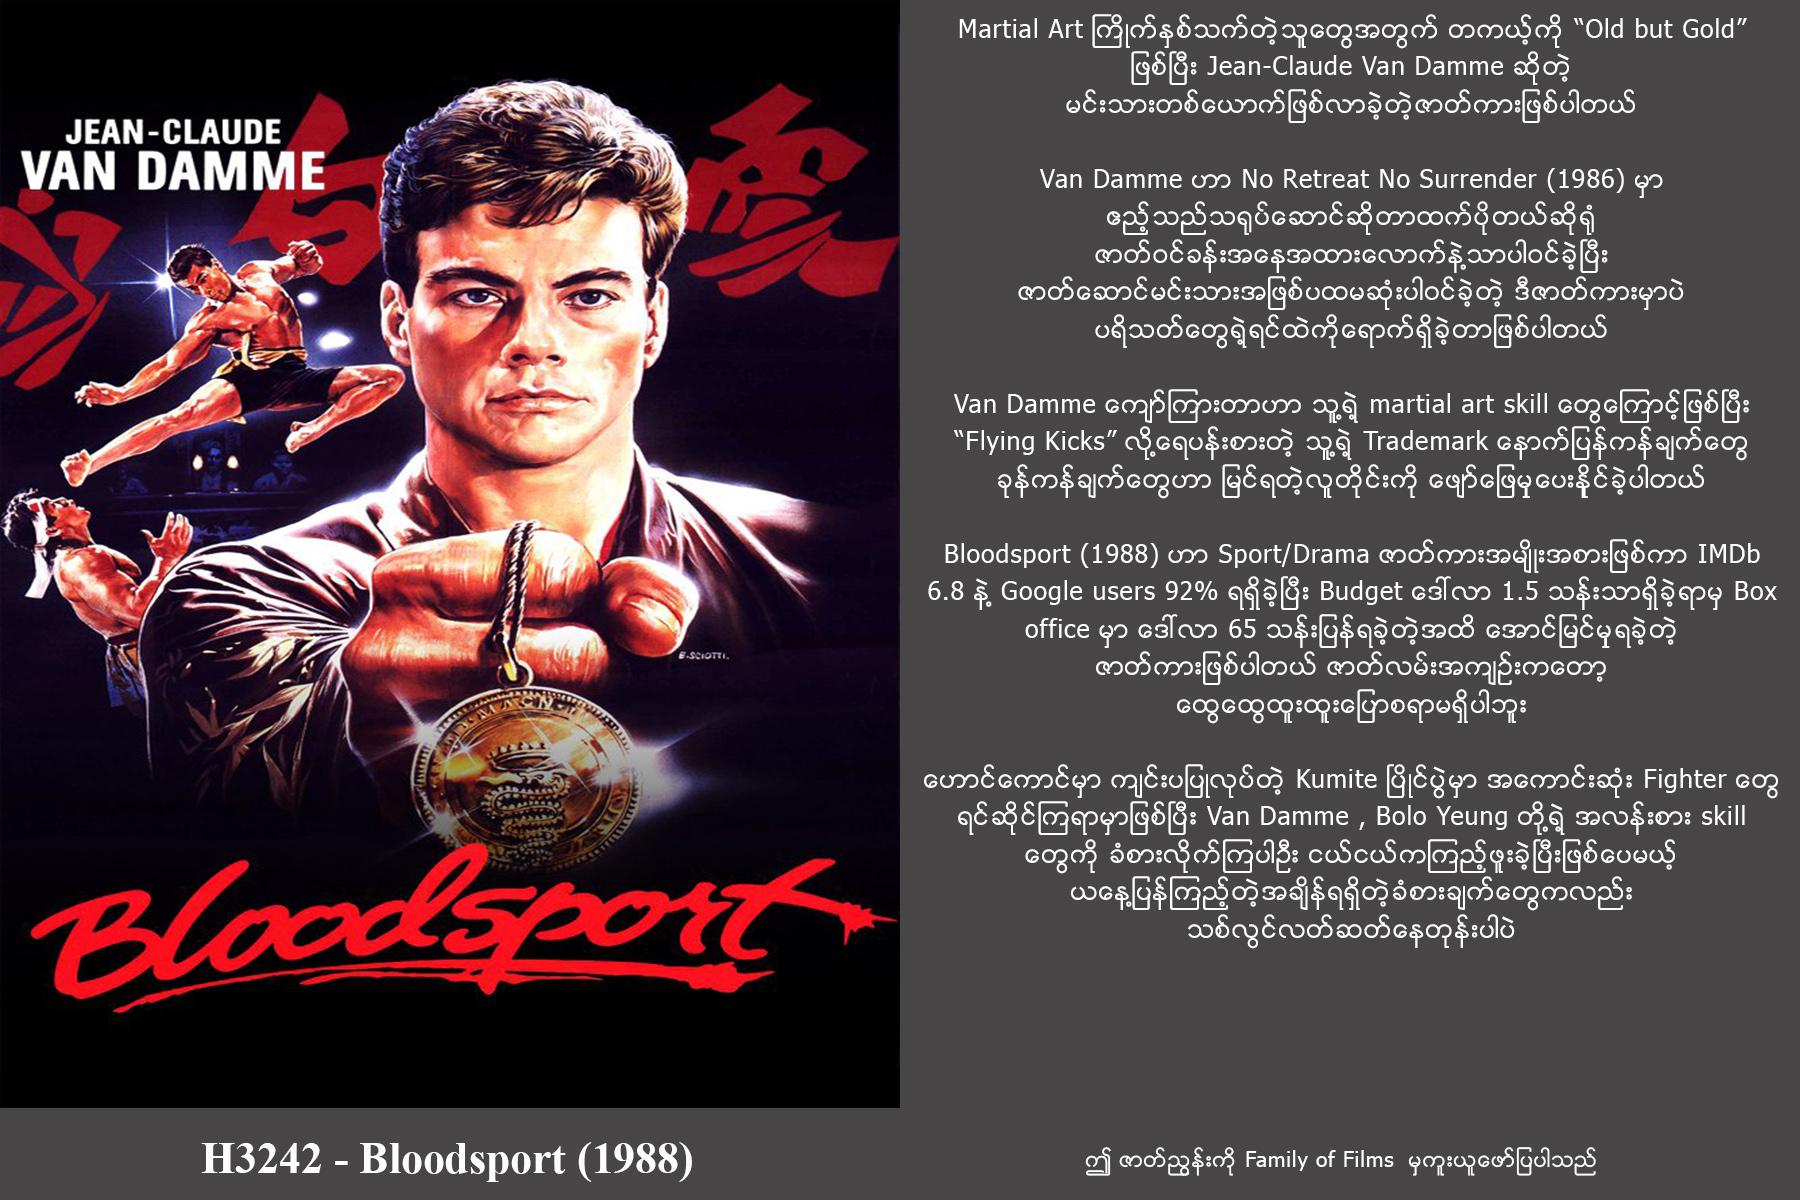 JEAN-CLAUDE
VAN DAMME
E.SCIOTTI.
Bloodsport
H3242 - Bloodsport (1988)
Martial Art ကြိုက်နှစ်သက်တဲ့သူတွေအတွက် တကယ့်ကို “Old but Gold”
ဖြစ်ပြီး Jean-Claude Van Damme ဆိုတဲ့
မင်းသားတစ်ယောက်ဖြစ်လာခဲ့တဲ့ဇာတ်ကားဖြစ်ပါတယ်
Van Damme ဟာ No Retreat No Surrender (1986) မှာ
ဧည့်သည်သရုပ်ဆောင်ဆိုတာထက်ပိုတယ်ဆိုရုံ
ဇာတ်ဝင်ခန်းအနေအထားလောက်နဲ့သာပါဝင်ခဲ့ပြီး
ဇာတ်ဆောင်မင်းသားအဖြစ်ပထမဆုံးပါဝင်ခဲ့တဲ့ ဒီဇာတ်ကားမှာပဲ
ပရိသတ်တွေရဲ့ရင်ထဲကိုရောက်ရှိခဲ့တာဖြစ်ပါတယ်
Van Damme ကျော်ကြားတာဟာ သူ့ရဲ့ martial art skill တွေကြောင့်ဖြစ်ပြီး
“Flying Kicks” လို့ရေပန်းစားတဲ့ သူ့ရဲ့ Trademark နောက်ပြန်ကန်ချက်တွေ
ခုန်ကန်ချက်တွေဟာ မြင်ရတဲ့လူတိုင်းကို ဖျော်ဖြေမှုပေးနိုင်ခဲ့ပါတယ်
Bloodsport (1988) ဟာ Sport/Drama ဇာတ်ကားအမျိုးအစားဖြစ်ကာ IMDb
6.8 နဲ့ Google users 92% ရရှိခဲ့ပြီး Budget ဒေါ်လာ 1.5 သန်းသာရှိခဲ့ရာမှ Box
office မှာ ဒေါ်လာ 65 သန်းပြန်ရခဲ့တဲ့အထိ အောင်မြင်မှုရခဲ့တဲ့
ဇာတ်ကားဖြစ်ပါတယ် ဇာတ်လမ်းအကျဉ်းကတော့
ထွေထွေထူးထူးပြောစရာမရှိပါဘူး
ဟောင်ကောင်မှာ ကျင်းပပြုလုပ်တဲ့ Kumite ပြိုင်ပွဲမှာ အကောင်းဆုံး Fighter တွေ
ရင်ဆိုင်ကြရာမှာဖြစ်ပြီး Van Damme , Bolo Yeung တို့ရဲ့ အလန်းစား skill
တွေကို ခံစားလိုက်ကြပါဦး ငယ်ငယ်ကကြည့်ဖူးခဲ့ပြီးဖြစ်ပေမယ့်
ယနေ့ပြန်ကြည့်တဲ့အချိန်ရရှိတဲ့ခံစားချက်တွေကလည်း
သစ်လွင်လတ်ဆတ်နေတုန်းပါပဲ
ဤ ဇာတ်ညွှန်းကို Family of Films မှကူးယူဖော်ပြပါသည်